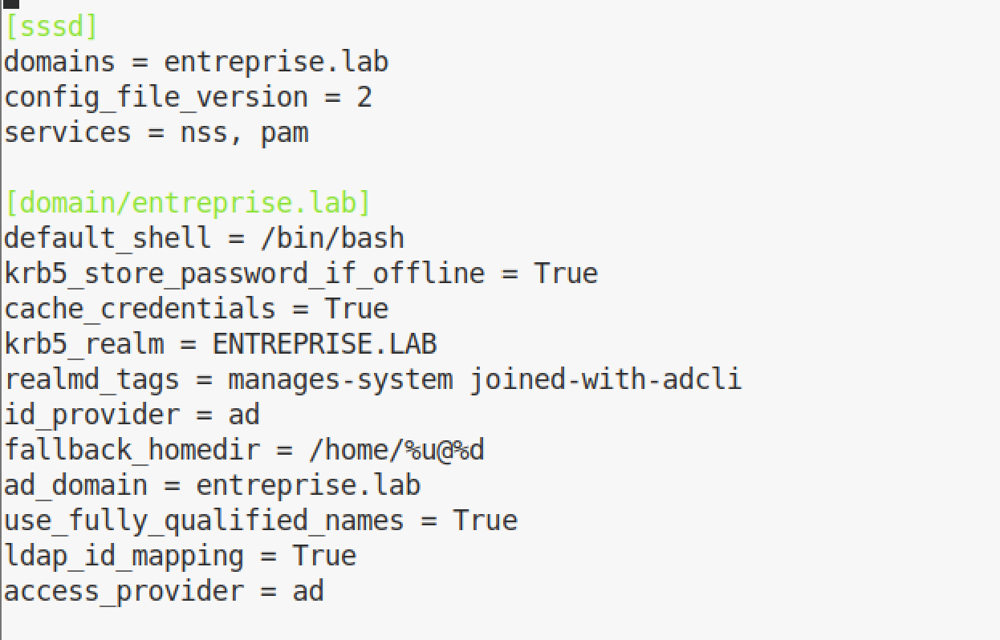 [sssd]
domains = entreprise.lab
config_file_version = 2
services = nss, pam
[domain/entreprise.lab]
default_shell = /bin/bash
krb5_store_password_if_offline = True
cache_credentials = True
krb5_realm = ENTREPRISE.LAB
realmd_tags = manages-system joined-with-adcli
id_provider = ad
fallback_homedir = /home/%u@%d
ad_domain = entreprise.lab
use_fully_qualified_names = True
ldap_id_mapping = True
access_provider = ad